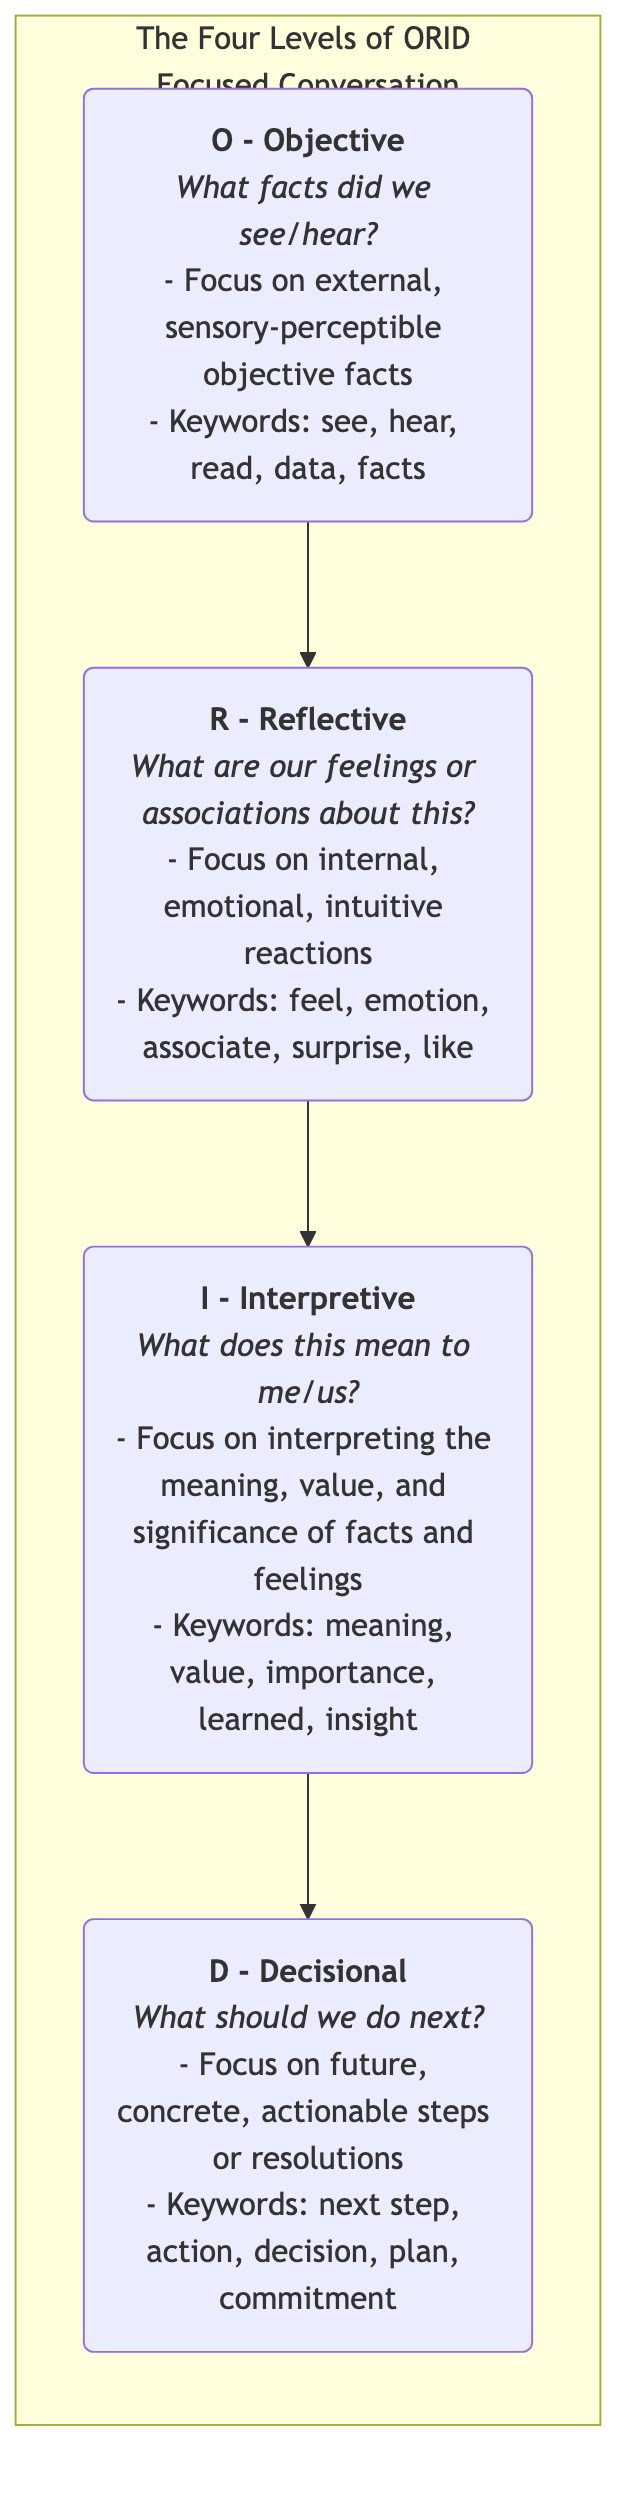 The Four Levels of ORID
Focused Conversation
O - Objective
What facts did we
see/hear?
- Focus on external,
sensory-perceptible
objective facts
- Keywords: see, hear,
read, data, facts
R - Reflective
What are our feelings or
associations about this?
- Focus on internal,
emotional, intuitive
reactions
- Keywords: feel, emotion,
associate, surprise, like
I - Interpretive
What does this mean to
me/us?
- Focus on interpreting the
meaning, value, and
significance of facts and
feelings
- Keywords: meaning,
value, importance,
learned, insight
D - Decisional
What should we do next?
- Focus on future,
concrete, actionable steps
or resolutions
- Keywords: next step,
action, decision, plan,
commitment